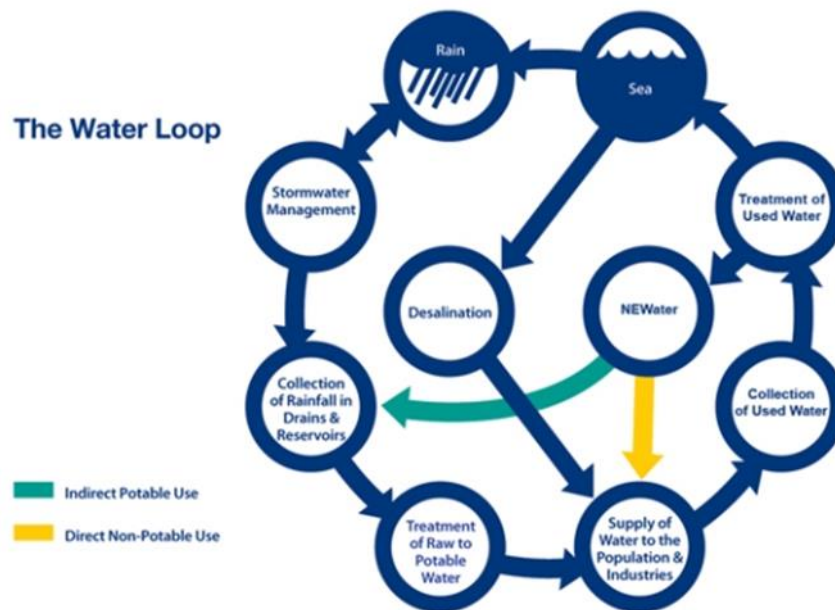 The Water Loop
Rain
Sea
Stormwater
Management
Treatment of
Used Water
Desalination
NEWater
Collection
of Rainfall in
Drains &
Reservoirs
Collection
of Used Water
Indirect Potable Use
Direct Non-Potable Use
Treatment
of Raw to
Potable
Water
Supply of
Water to the
Population &
Industries